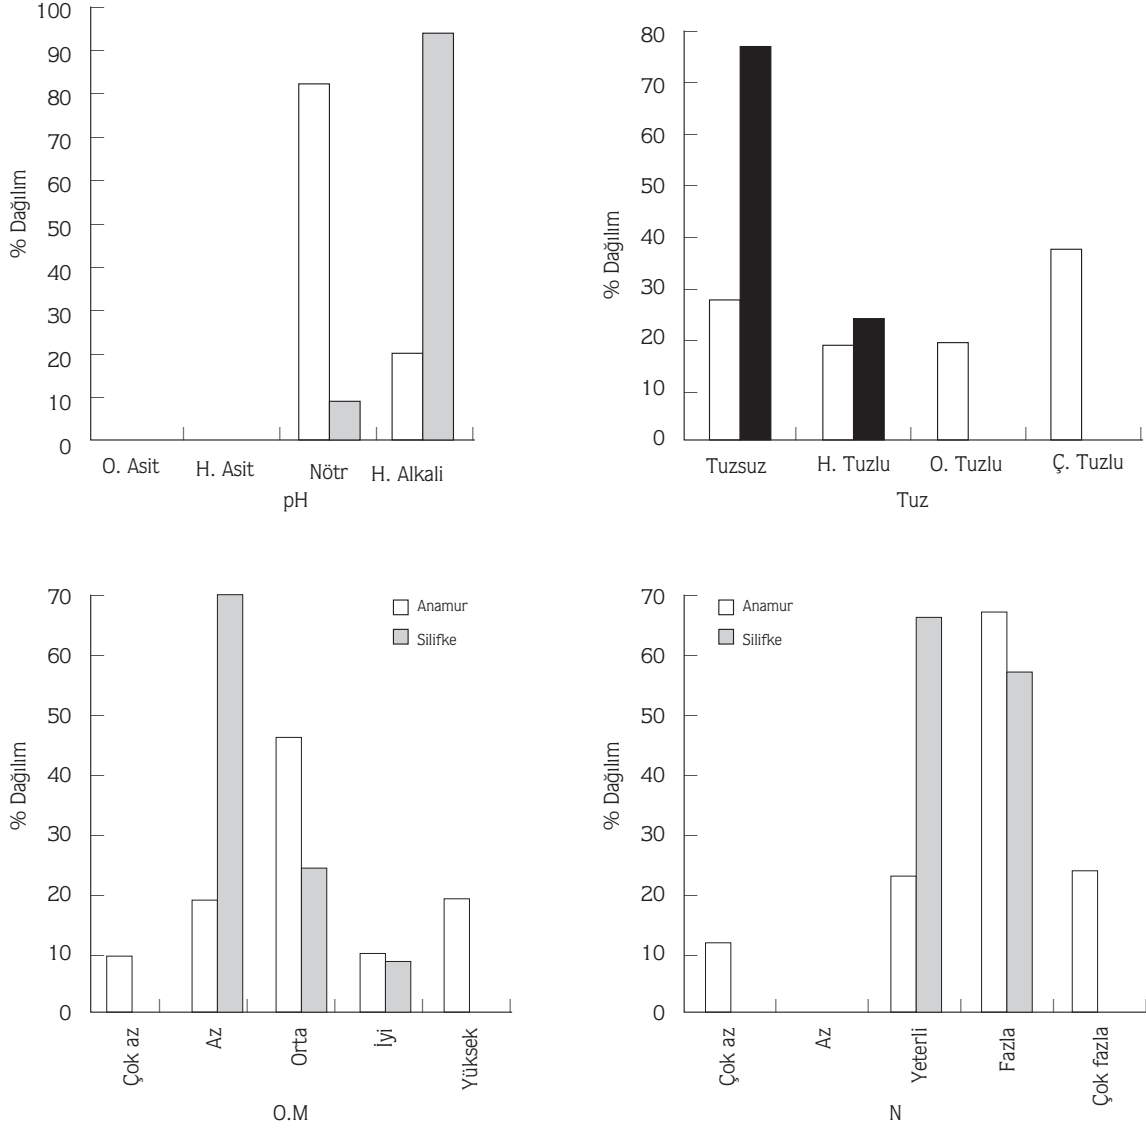 100
90
80
70
60
50
40
30
20
10
0
% Dağılım
O. Asit
H. Asit
Nötr
H. Alkali
pH
80
70
60
50
40
30
20
10
0
% Dağılım
Tuzsuz
H. Tuzlu
O. Tuzlu
Ç. Tuzlu
Tuz
70
60
50
40
30
20
10
0
% Dağılım
Anamur
Silifke
Çok az
Az
Orta
İyi
Yüksek
O.M
70
60
50
40
30
20
10
0
% Dağılım
Anamur
Silifke
Çok az
Az
Yeterli
Fazla
Çok fazla
N